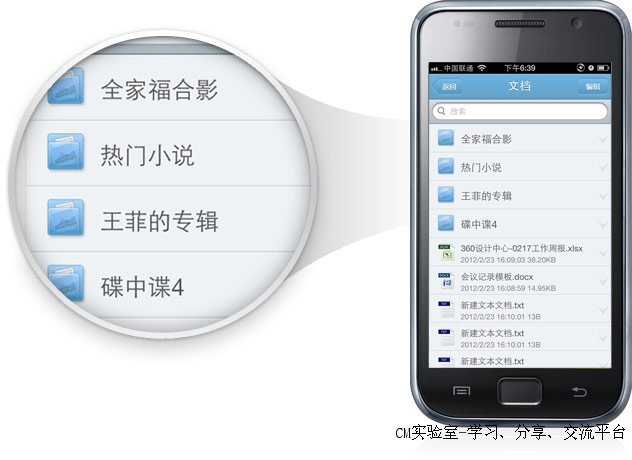 全家福合影
热门小说
王菲的专辑
碟中谍4
中国联通
下午6:39
返回
文档
编辑
搜索
全家福合影
热门小说
王菲的专辑
碟中谍4
360设计中心-0217工作周报.xlsx
2012/2/23 16:09:03 38.20KB
会议记录模板.docx
2012/2/23 16:08:59 14.95KB
新建文本文档.txt
2012/2/23 16:10:01 13B
新建文本文档.txt
2012/2/23 16:10:01 13B
新建文本文档.txt
CM实验室-学习、分享、交流平台